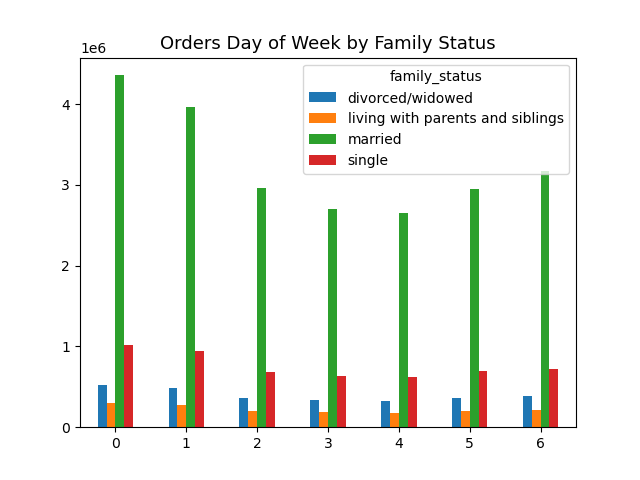 Orders Day of Week by Family Status
1e6
family_status
divorced/widowed
living with parents and siblings
married
single
4
3
2
1
0
0 1 2 3 4 5 6